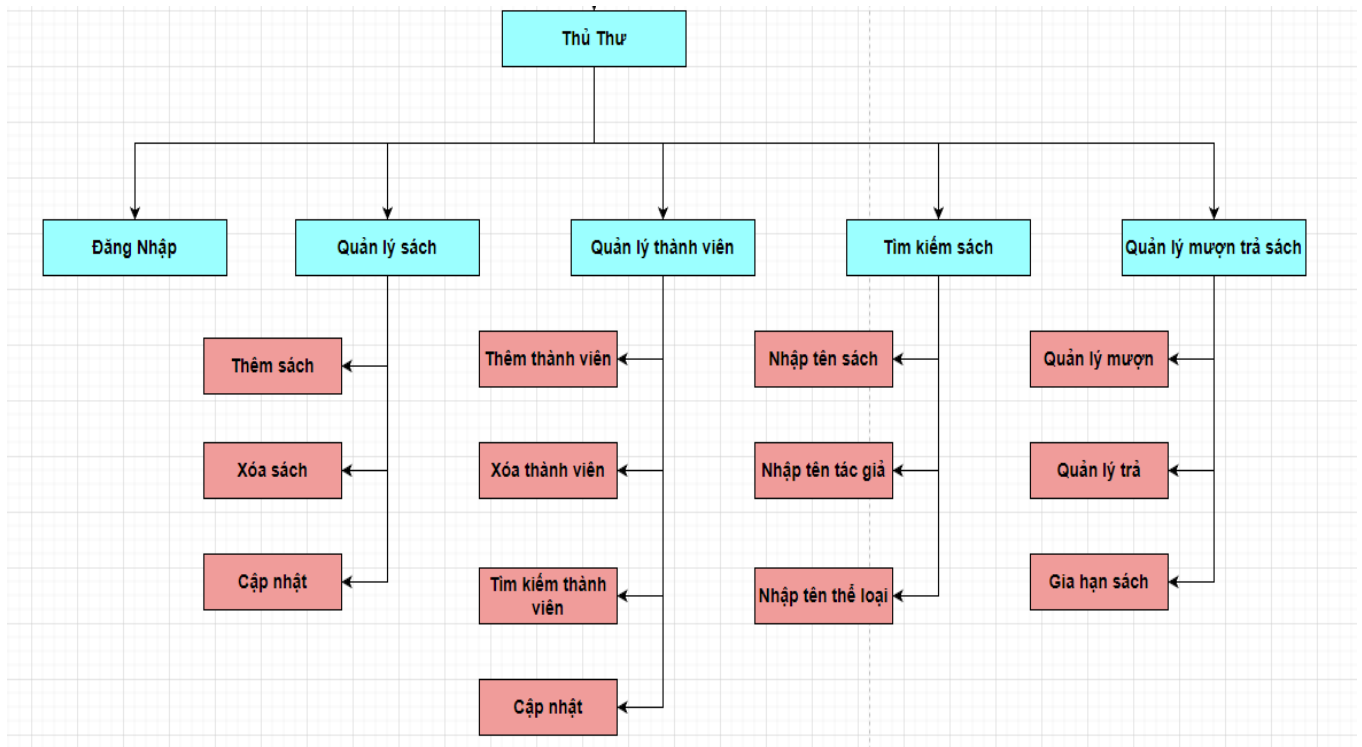 Thủ Thư
Đăng Nhập
Quản lý sách
Quản lý thành viên
Tìm kiếm sách
Quản lý mượn trả sách
Thêm sách
Xóa sách
Cập nhật
Thêm thành viên
Xóa thành viên
Tìm kiếm thành
viên
Cập nhật
Nhập tên sách
Nhập tên tác giả
Nhập tên thể loại
Quản lý mượn
Quản lý trả
Gia hạn sách